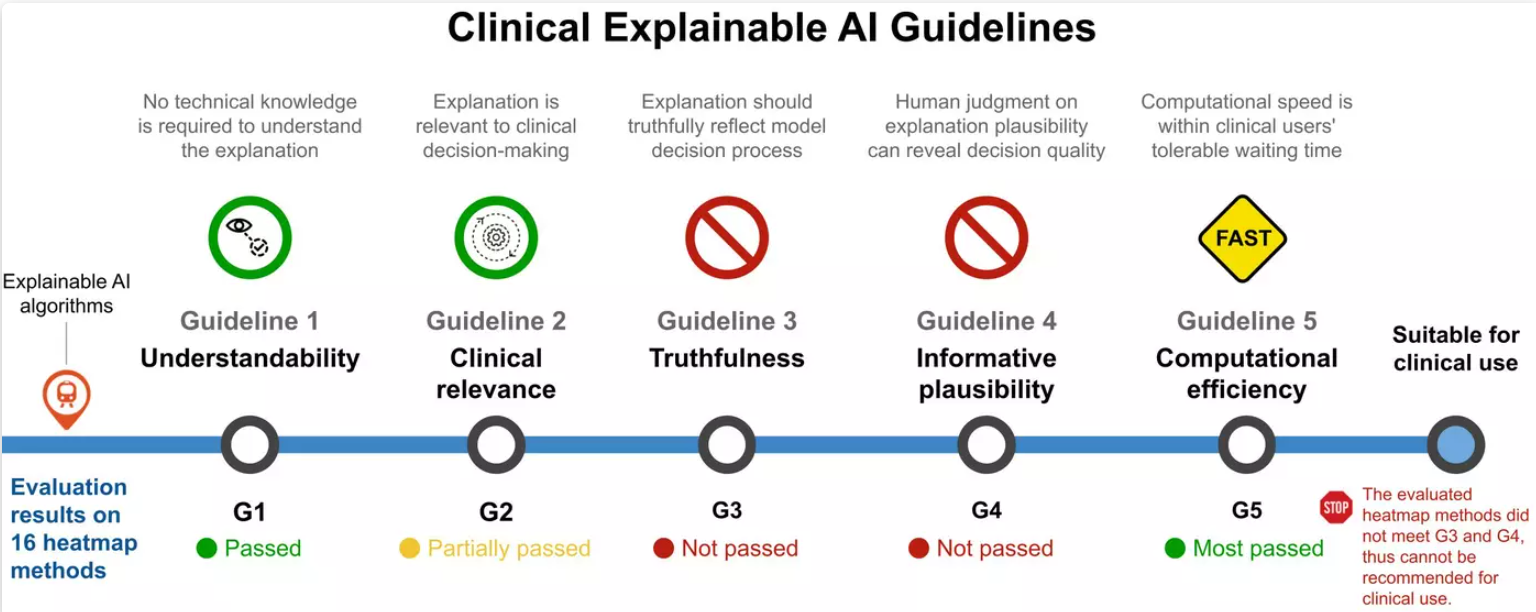 Clinical Explainable AI Guidelines
No technical knowledge
is required to understand
the explanation
Explanation is
relevant to clinical
decision-making
Explanation should
truthfully reflect model
decision process
Human judgment on
explanation plausibility
can reveal decision quality
Computational speed is
within clinical users'
tolerable waiting time
FAST
Explainable AI
algorithms
Guideline 1
Understandability
Guideline 2
Clinical
relevance
Guideline 3
Truthfulness
Guideline 4
Informative
plausibility
Guideline 5
Computational
efficiency
Suitable for
clinical use
Evaluation
results on
16 heatmap
methods
G1
Passed
G2
Partially passed
G3
Not passed
G4
Not passed
G5
Most passed
STOP
The evaluated
heatmap methods did
not meet G3 and G4,
thus cannot be
recommended for
clinical use.